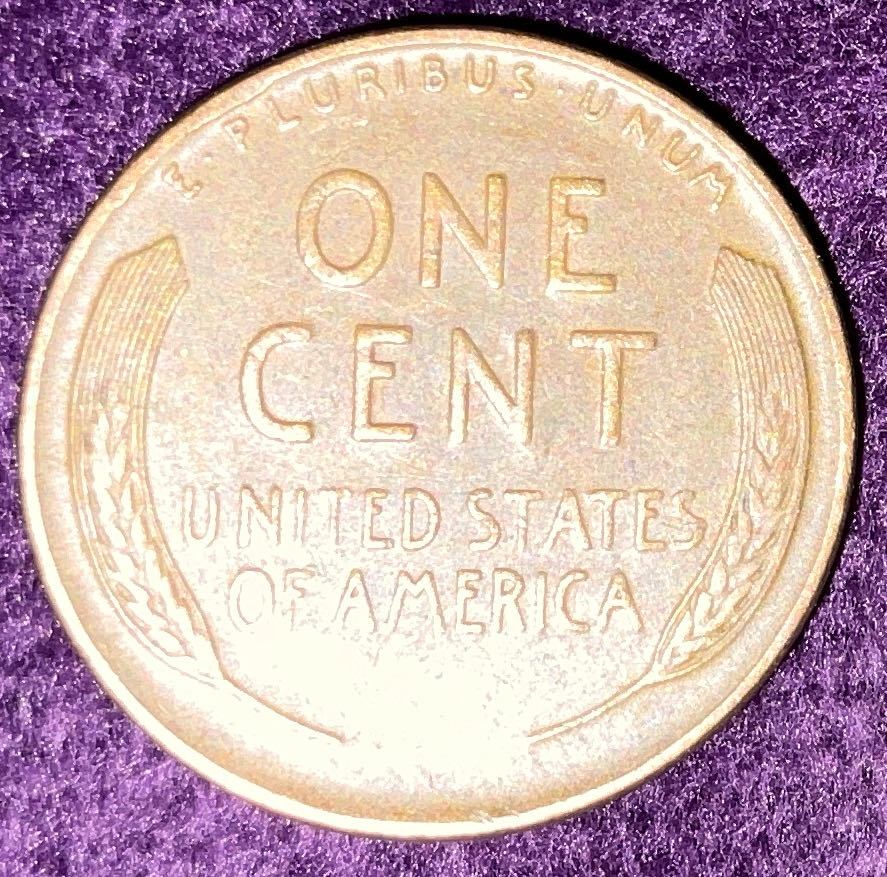 E · PLURIBUS · UNUM
ONE
CENT
UNITED STATES
OF AMERICA